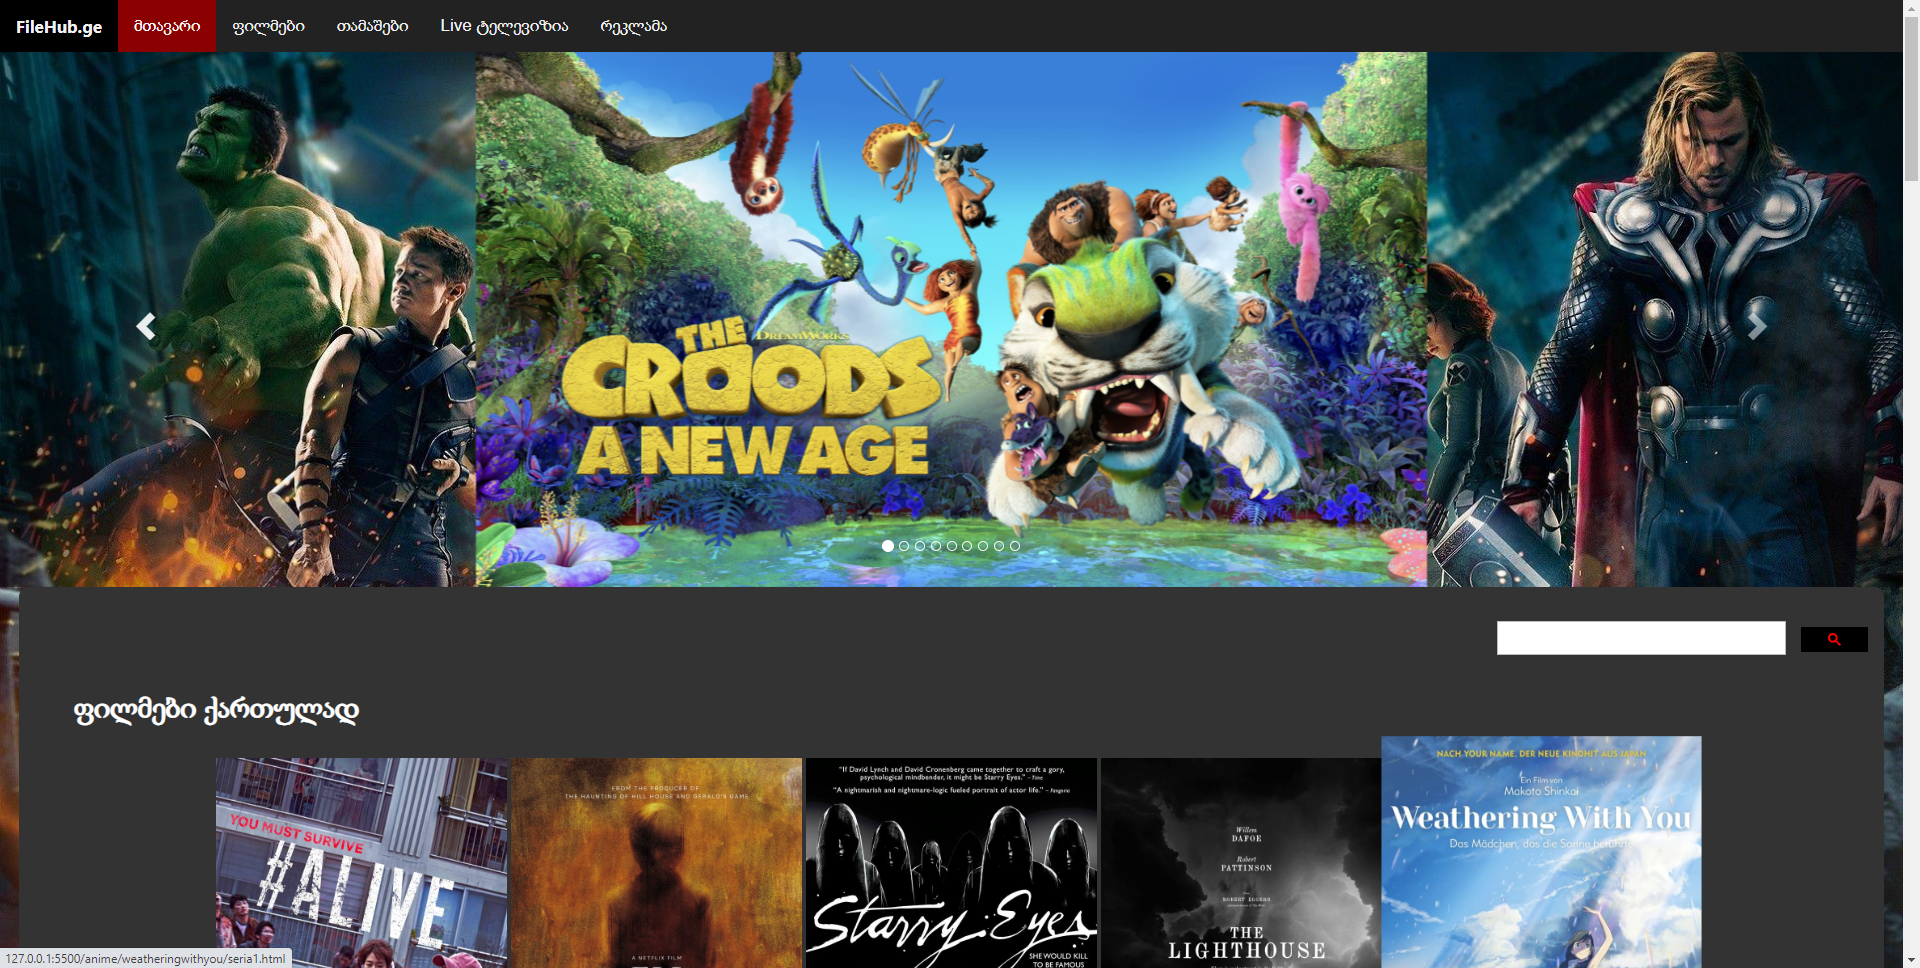 FileHub.ge
მთავარი
ფილმები
თამაშები
Live ტელევიზია
რეკლამა
THE
DREAMWORKS
CROODS
A NEW AGE
ფილმები ქართულად
YOU MUST SURVIVE
#ALIVE
FROM THE PRODUCER OF
THE HAUNTING OF HILL HOUSE AND GERALD'S GAME
A NETFLIX FILM
"If David Lynch and David Cronenberg came together to craft a gory,
psychological mindbender, it might be Starry Eyes." - Time
"A nightmarish and nightmare-logic fueled portrait of actor life." - Fangoria
Starry Eyes
SHE WOULD KILL
TO BE FAMOUS
Willem
DAFOE
Robert
PATTINSON
ROBERT EGGERS
THE
LIGHTHOUSE
NACH YOUR NAME. DER NEUE KINOHIT AUS JAPAN
Ein Film von
Makoto Shinkai
Weathering With You
Das Mädchen, das die Sonne berührte
127.0.0.1:5500/anime/weatheringwithyou/seria1.html